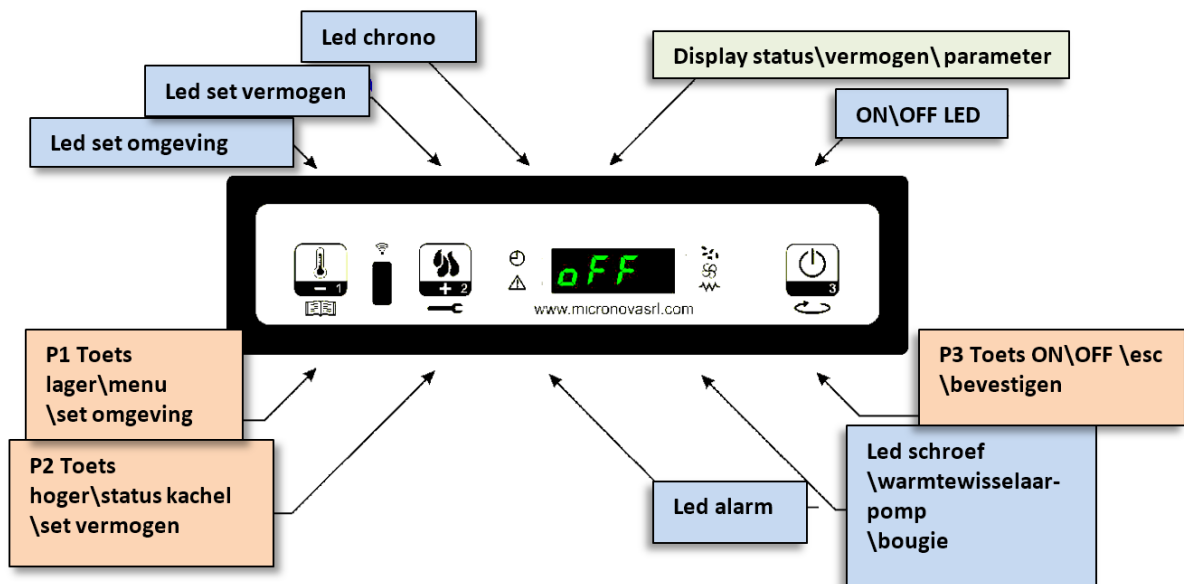 Led chrono
Display status\vermogen\ parameter
Led set vermogen
ON\OFF LED
Led set omgeving
- 1
+ 2
oFF
3
www.micronovasrl.com
P1 Toets
lager\menu
\set omgeving
P3 Toets ON\OFF \esc
\bevestigen
P2 Toets
hoger\status kachel
\set vermogen
Led alarm
Led schroef
\warmtewisselaar-
pomp
\bougie